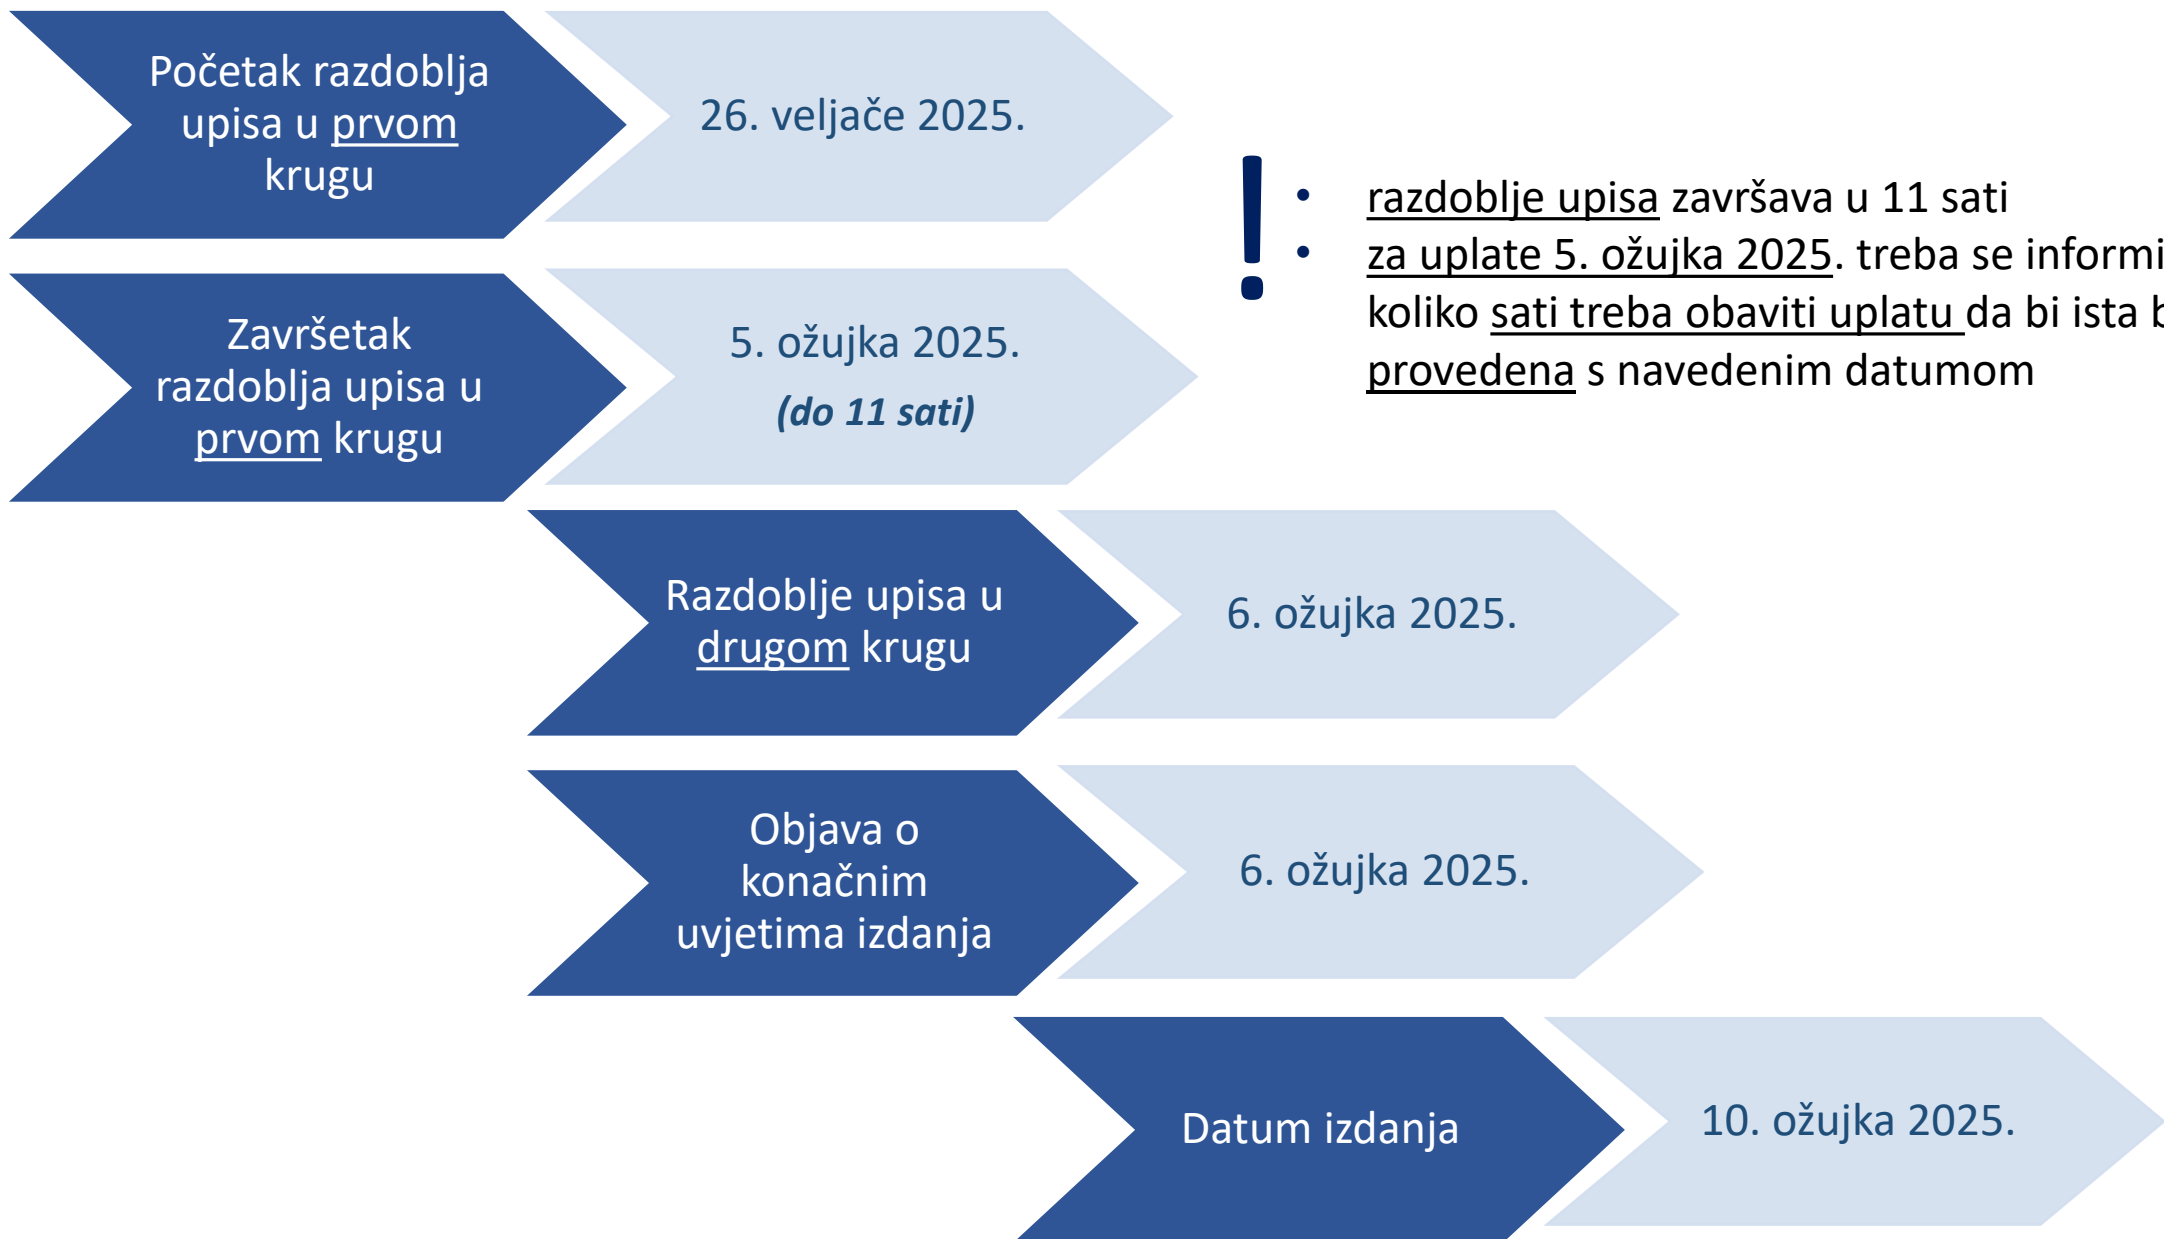 Početak razdoblja
upisa u prvom
krugu
26. veljače 2025.
!
• razdoblje upisa završava u 11 sati
• za uplate 5. ožujka 2025. treba se
koliko sati treba obaviti uplatu da bi ista
provedena s navedenim datumom
Završetak
razdoblja upisa u
prvom krugu
5. ožujka 2025.
(do 11 sati)
Razdoblje upisa u
drugom krugu
6. ožujka 2025.
Objava o
konačnim
uvjetima izdanja
6. ožujka 2025.
Datum izdanja
10. ožujka 2025.